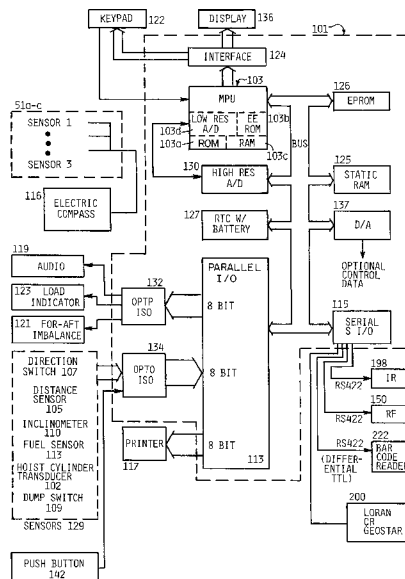 KEYPAD 122
DISPLAY 136
101
INTERFACE 124
51a-c
SENSOR 1
SENSOR 3
103
MPU
LOW RES A/D
103d
EE ROM
103b
103a
ROM
RAM
103c
BUS
126
EPROM
116
ELECTRIC COMPASS
130
HIGH RES A/D
125
STATIC RAM
127
RTC W/ BATTERY
137
D/A
OPTIONAL CONTROL DATA
119
AUDIO
123
LOAD INDICATOR
121
FOR-AFT IMBALANCE
132
OPTP ISO
PARALLEL I/O
8 BIT
115
SERIAL S I/O
DIRECTION SWITCH 107
DISTANCE SENSOR 105
INCLINOMETER 110
FUEL SENSOR 113
HOIST CYLINDER TRANSDUCER 102
DUMP SWITCH 109
SENSORS 129
134
OPTO ISO
8 BIT
PRINTER
117
8 BIT
113
RS422
198
IR
RS422
150
RF
RS422
(DIFFERENTIAL TTL)
222
BAR CODE READER
200
LORAN OR GEOSTAR
PUSH BUTTON 142